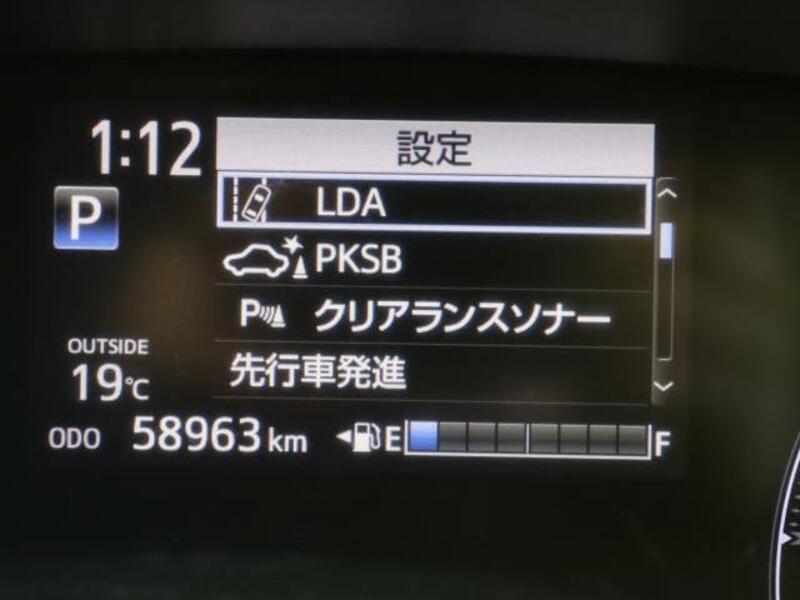 1:12
設定
P
LDA
PKSB
P クリアランスソナー
先行車発進
OUTSIDE
19℃
ODO 58963 km
E F